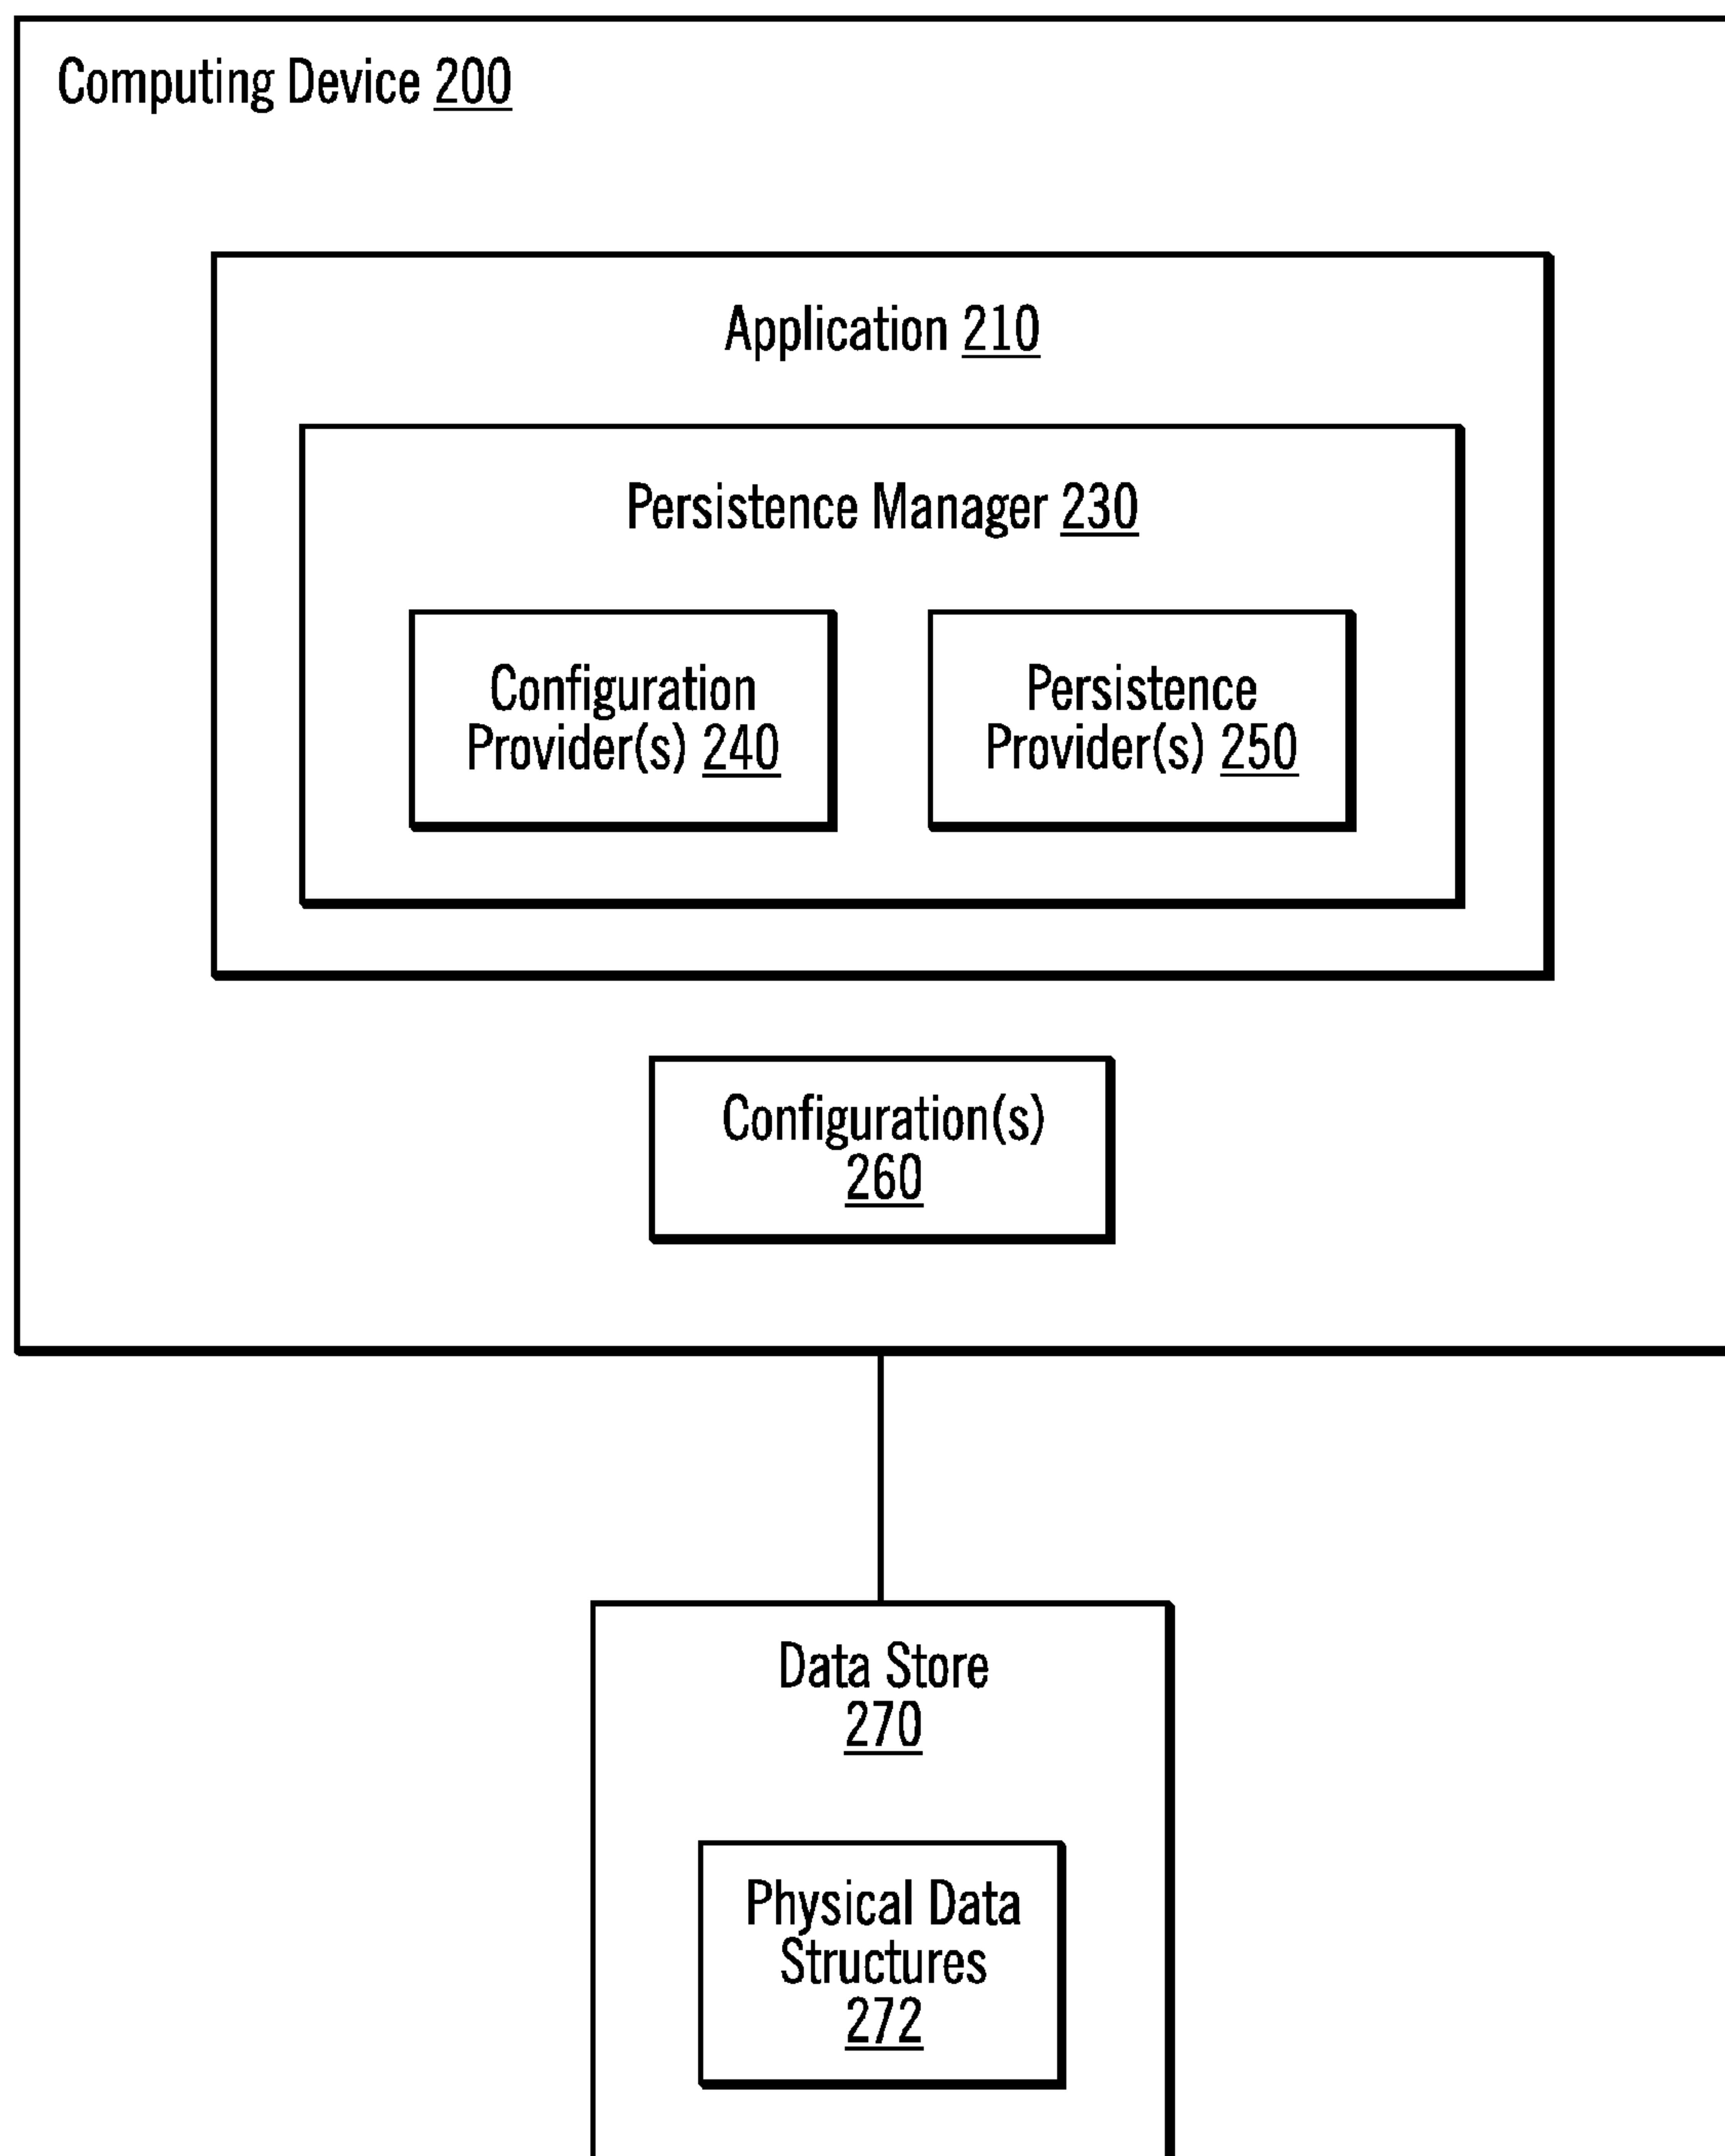 Computing Device 200
Application 210
Persistence Manager 230
Configuration
Provider(s) 240
Persistence
Provider(s) 250
Configuration(s)
260
Data Store
270
Physical Data
Structures
272